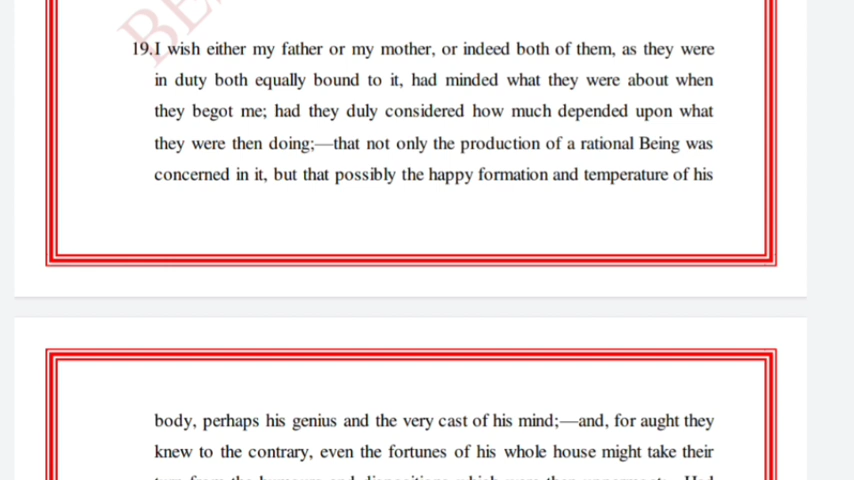 19.I wish either my father or my mother, or indeed both of them, as they were
in duty both equally bound to it, had minded what they were about when
they begot me; had they duly considered how much depended upon what
they were then doing;—that not only the production of a rational Being was
concerned in it, but that possibly the happy formation and temperature of his
body, perhaps his genius and the very cast of his mind;—and, for aught they
knew to the contrary, even the fortunes of his whole house might take their